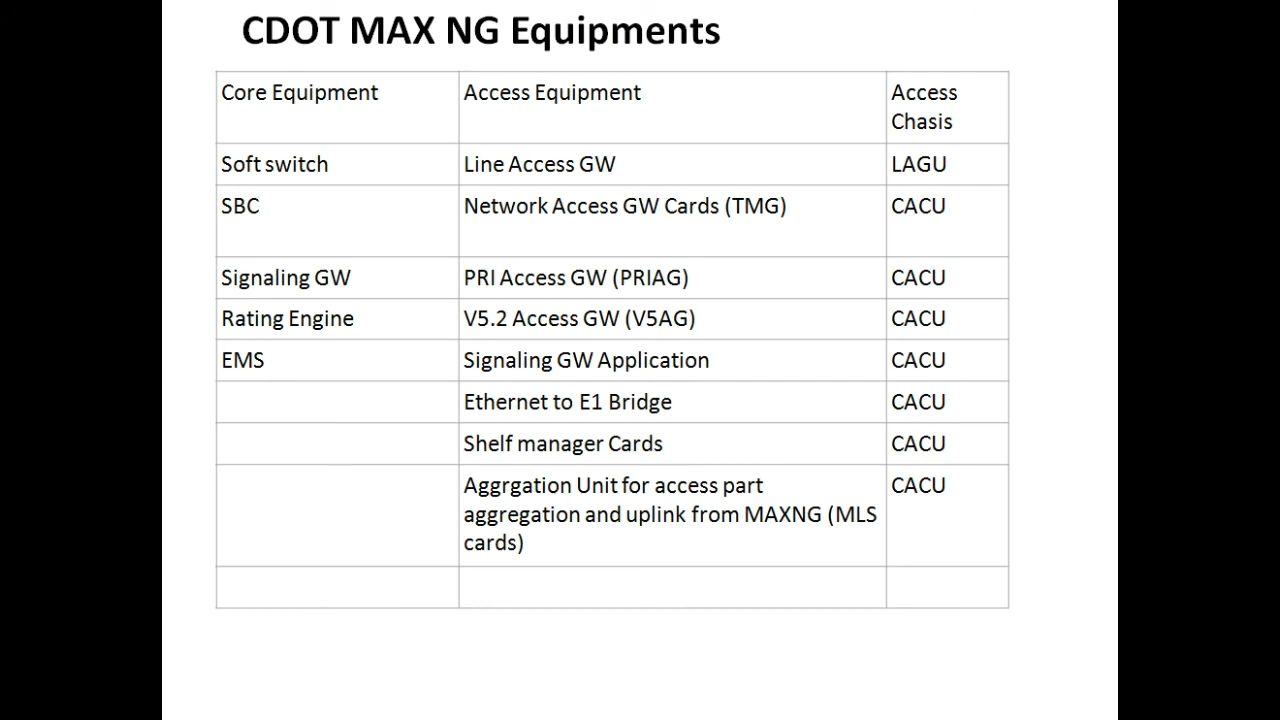 CDOT MAX NG Equipments
Core Equipment Access Equipment Access
Chasis
Soft switch Line Access GW LAGU
SBC Network Access GW Cards (TMG) CACU
Signaling GW PRI Access GW (PRIAG) CACU
Rating Engine V5.2 Access GW (V5AG) CACU
EMS Signaling GW Application CACU
Ethernet to E1 Bridge CACU
Shelf manager Cards CACU
Aggrgation Unit for access part CACU
aggregation and uplink from MAXNG (MLS
cards)